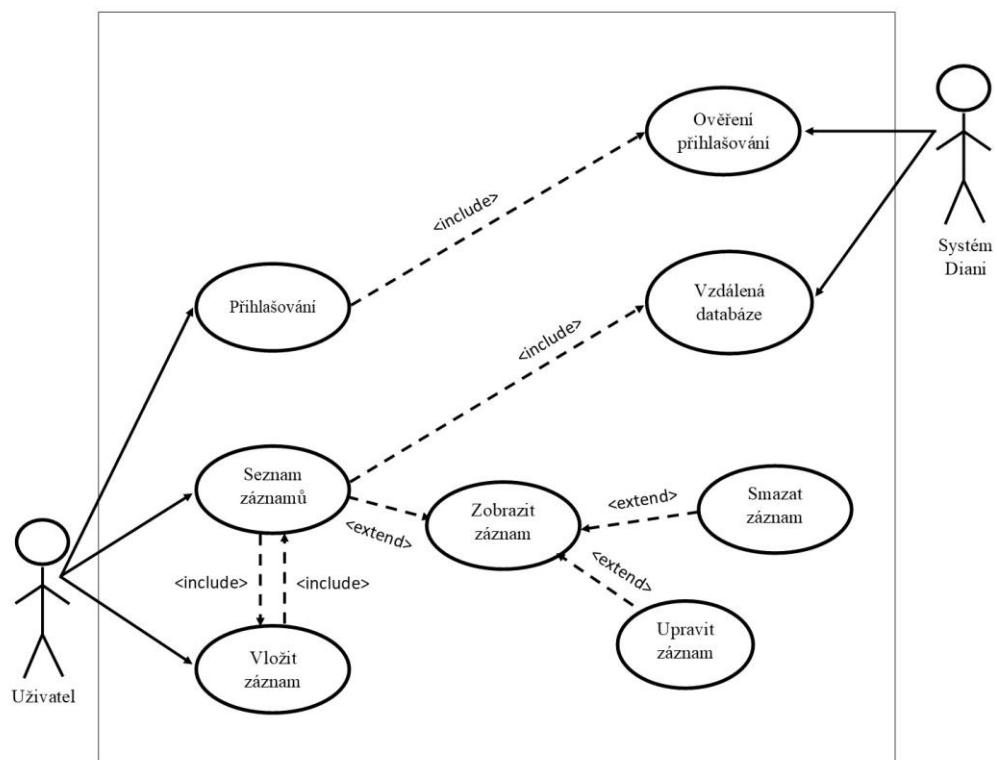 Ověření
přihlašování
Systém
Diani
<include>
Přihlašování
Vzdálená
databáze
<include>
Seznam
záznamů
Zobrazit
záznam
<extend>
Smazat
záznam
<extend>
<extend>
<include>
<include>
Upravit
záznam
Vložit
záznam
Uživatel